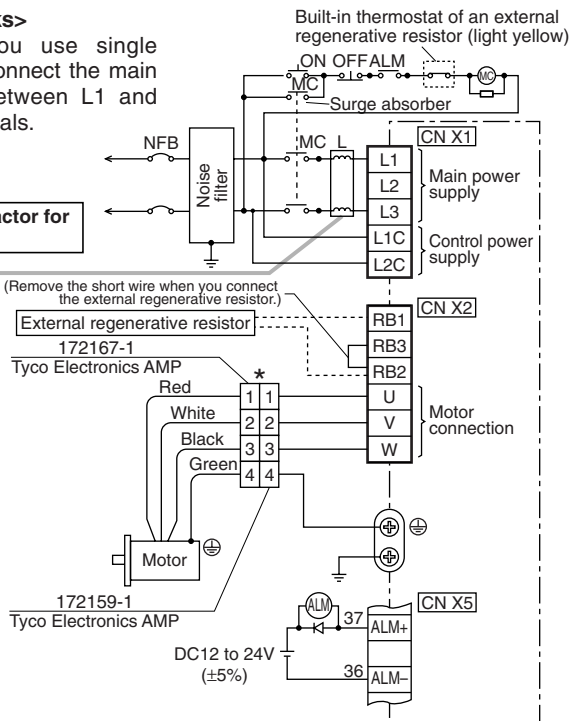 ks>
ou use single
onnect the main
etween L1 and
als.
actor for
Built-in thermostat of an external
regenerative resistor (light yellow)
ON OFF ALM
MC
MC
Surge absorber
NFB
Noise
filter
MC L
CN X1
L1
L2
L3
Main power
supply
L1C
L2C
Control power
supply
(Remove the short wire when you connect
the external regenerative resistor.)
External regenerative resistor
CN X2
RB1
RB3
RB2
U
V
W
Motor
connection
172167-1
Tyco Electronics AMP
*
Red
1 1
White
2 2
Black
3 3
Green
4 4
Motor
172159-1
Tyco Electronics AMP
ALM
DC12 to 24V
(±5%)
CN X5
37 ALM+
36 ALM–